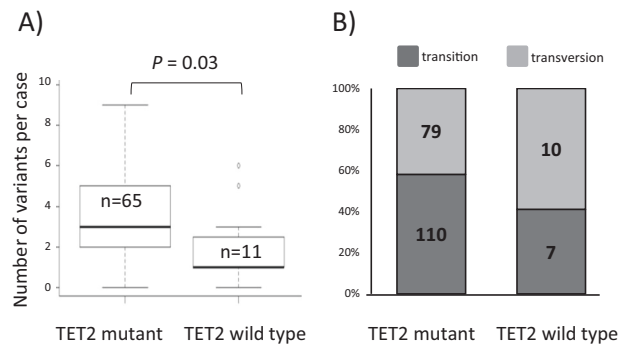 A)
P = 0.03
Number of variants per case
10
8
6
4
2
0
n=65
n=11
TET2 mutant
TET2 wild type
B)
transition
transversion
100%
80%
60%
40%
20%
0%
79
110
10
7
TET2 mutant
TET2 wild type